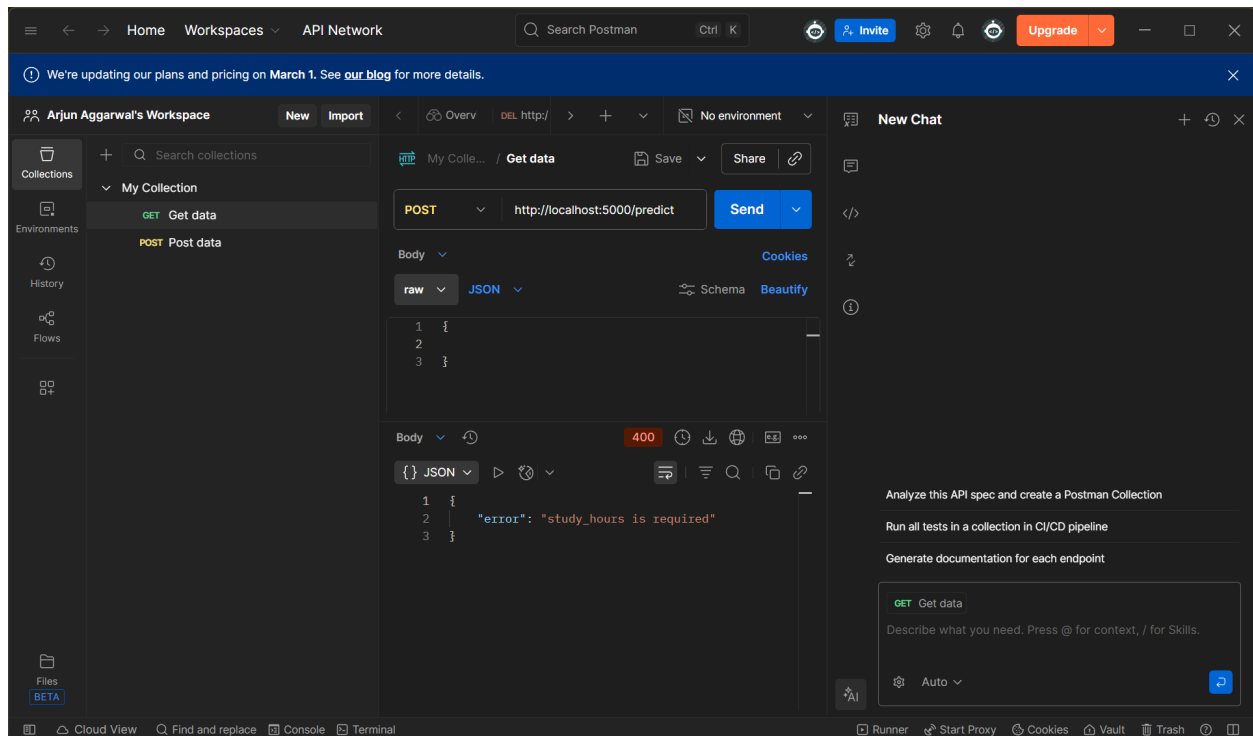 Home Workspaces API Network Search Postman Ctrl K Invite Upgrade
We're updating our plans and pricing on March 1. See our blog for more details.
Arjun Aggarwal's Workspace New Import
Overv DEL http:/ No environment
New Chat
Collections
Environments
History
Flows
Files
BETA
Search collections
My Collection
GET Get data
POST Post data
HTTP My Colle... / Get data Save Share
POST http://localhost:5000/predict Send
Body Cookies
raw JSON Schema Beautify
1 {
2
3 }
Body 400 e.g.
{} JSON
1 {
2 "error": "study_hours is required"
3 }
Analyze this API spec and create a Postman Collection
Run all tests in a collection in CI/CD pipeline
Generate documentation for each endpoint
GET Get data
Describe what you need. Press @ for context, / for Skills.
Auto
AI
Cloud View Find and replace Console Terminal Runner Start Proxy Cookies Vault Trash